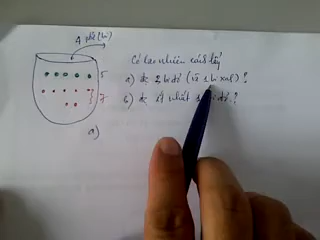 4 
Có bao nhiêu cách lấy
5
a) đc 2 bi đỏ (và 2 bi xanh)?
7
b) đc ít nhất bi đỏ?
a)